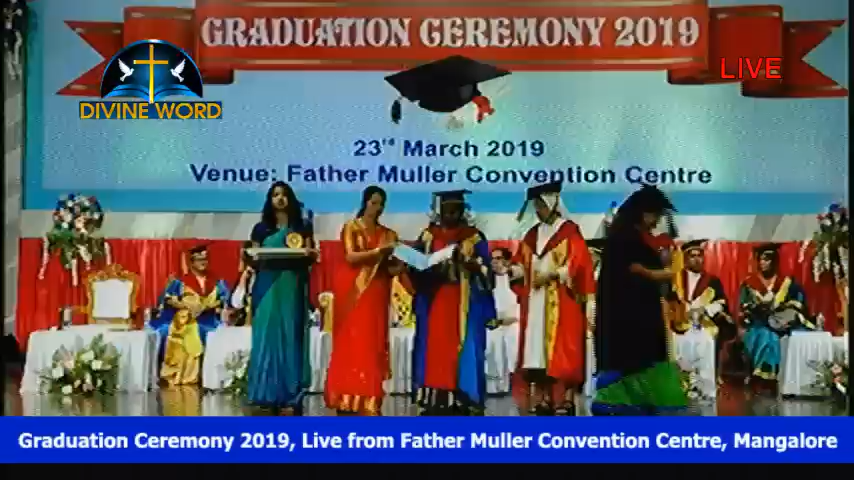 GRADUATION CEREMONY 2019
LIVE
DIVINE WORD
23rd March 2019
Venue: Father Muller Convention Centre
Graduation Ceremony 2019, Live from Father Muller Convention Centre, Mangalore